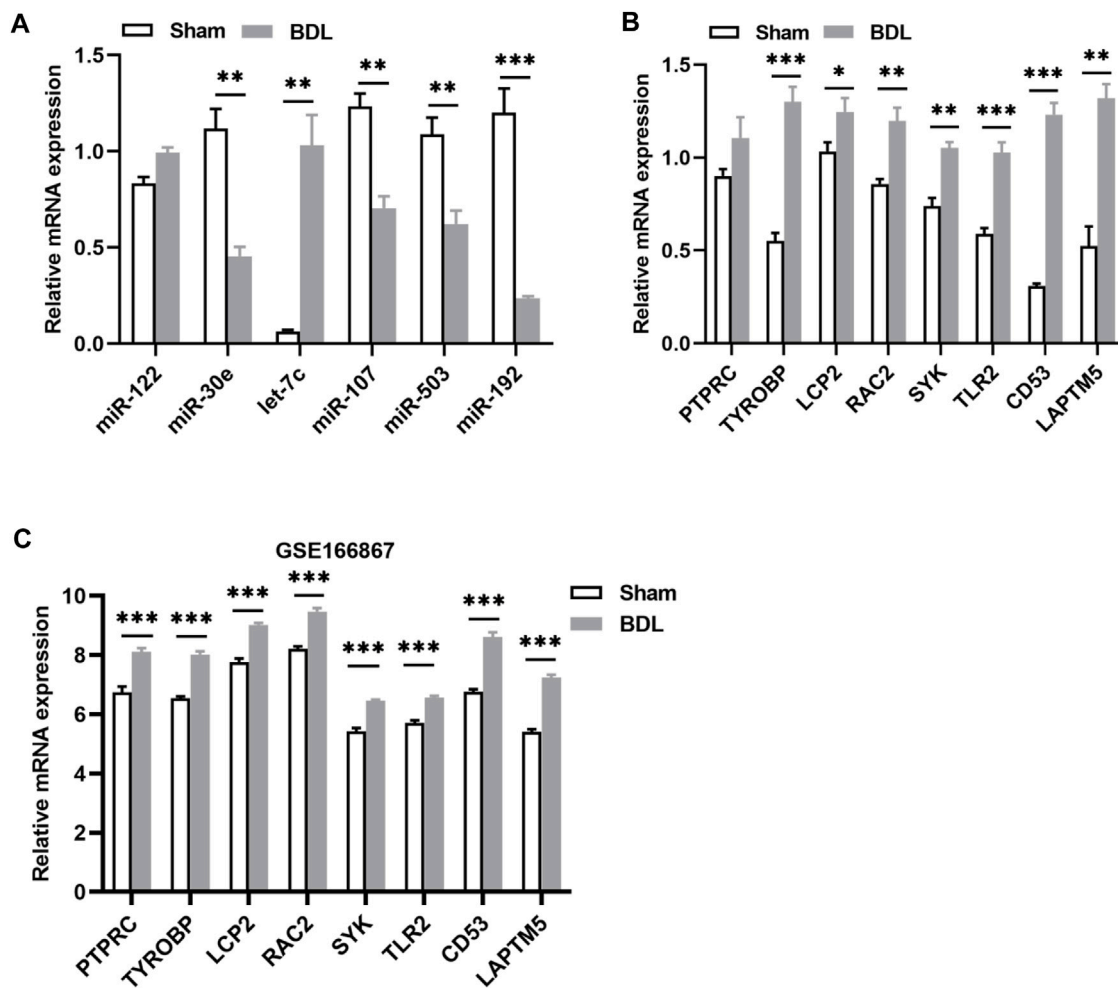 A
Sham BDL
Relative mRNA expression
1.5
1.0
0.5
0.0
** ** ** ** ***
miR-122 miR-30e let-7c miR-107 miR-503 miR-192
B
Sham BDL
Relative mRNA expression
1.5
1.0
0.5
0.0
*** * ** ** *** *** **
PTPRC TYROBP LCP2 RAC2 SYK TLR2 CD53 LAPTM5
C
GSE166867
Sham
BDL
Relative mRNA expression
10
8
6
4
2
0
*** *** *** *** *** *** *** ***
PTPRC TYROBP LCP2 RAC2 SYK TLR2 CD53 LAPTM5